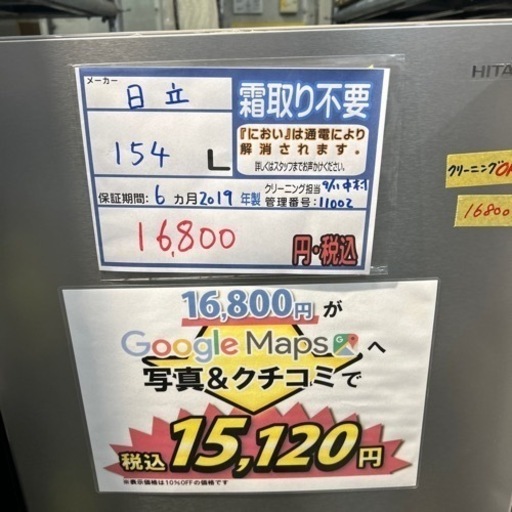 メーカー
日立
霜取り不要
『におい』は通電により
解消されます。
詳しくはスタッフまでお声かけください。
154 L
クリーニング担当
保証期間: 6 カ月 2019 年製 管理番号: 11002
16,800 円・税込
HITA
クリーニングOK
16800
16,800円が
Google Mapsへ
写真&クチコミで
税込15,120円
※表示価格は10%OFFの価格です